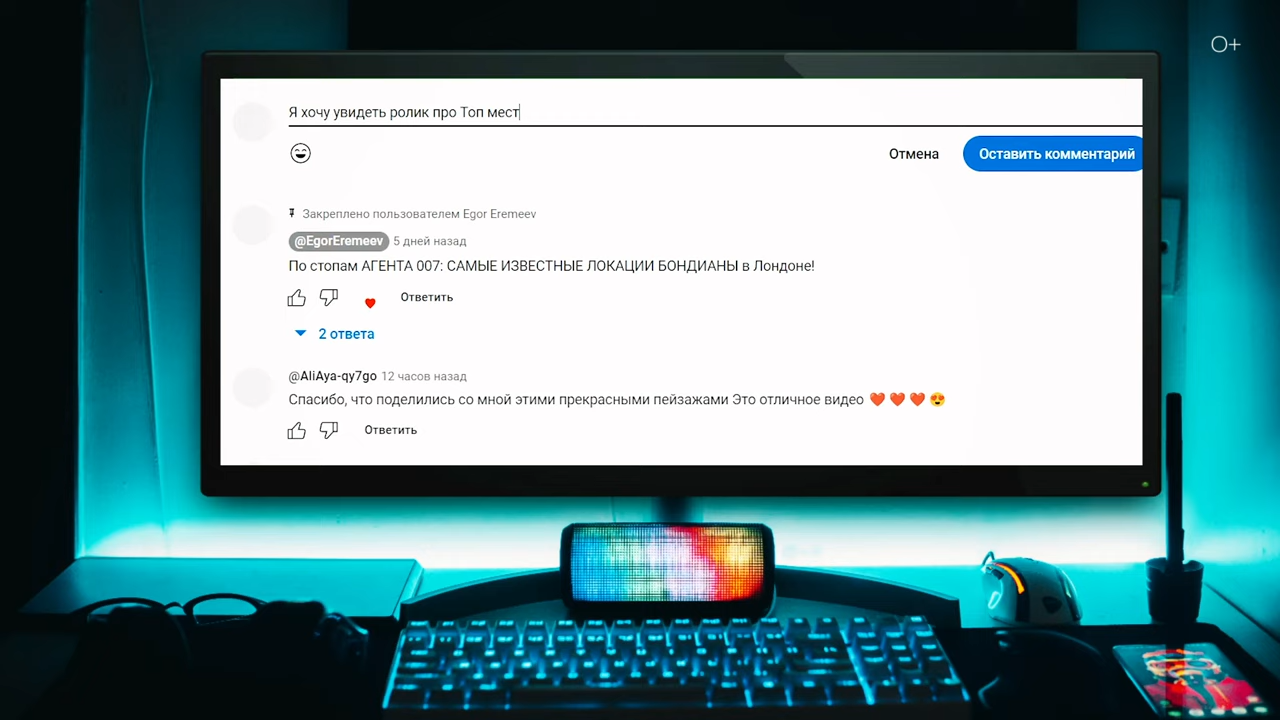 O+
Я хочу увидеть ролик про Топ мест
Отмена
Оставить комментарий
Закреплено пользователем Egor Eremeev
@EgorEremeev 5 дней назад
По стопам АГЕНТА 007: САМЫЕ ИЗВЕСТНЫЕ ЛОКАЦИИ БОНДИАНЫ в Лондоне!
Ответить
2 ответа
@AliAya-qy7go 12 часов назад
Спасибо, что поделились со мной этими прекрасными пейзажами Это отличное видео ❤️ ❤️ ❤️ 😍
Ответить